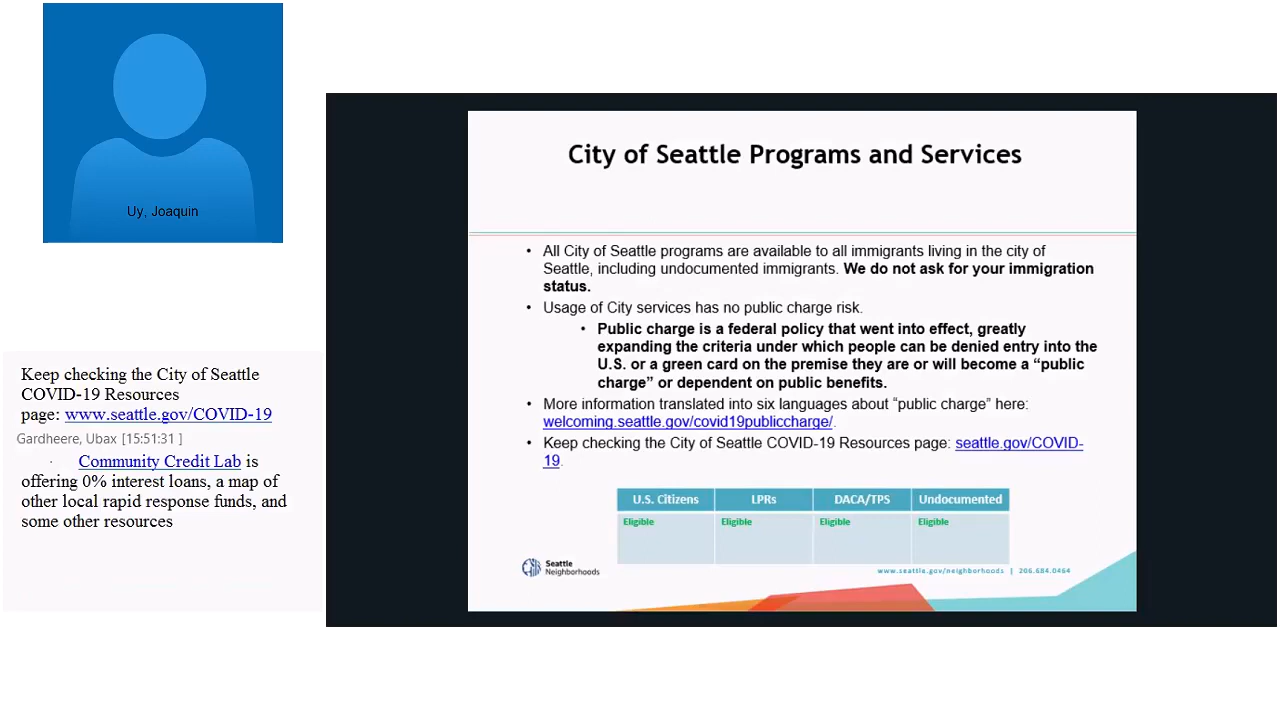 Uy, Joaquin
Keep checking the City of Seattle
COVID-19 Resources
page: www.seattle.gov/COVID-19
Gardheere, Ubax [15:51:31 ]
· Community Credit Lab is
offering 0% interest loans, a map of
other local rapid response funds, and
some other resources
City of Seattle Programs and Services
• All City of Seattle programs are available to all immigrants living in the city of
Seattle, including undocumented immigrants. We do not ask for your immigration
status.
• Usage of City services has no public charge risk.
• Public charge is a federal policy that went into effect, greatly
expanding the criteria under which people can be denied entry into the
U.S. or a green card on the premise they are or will become a “public
charge” or dependent on public benefits.
• More information translated into six languages about “public charge” here:
welcoming.seattle.gov/covid19publiccharge/.
• Keep checking the City of Seattle COVID-19 Resources page: seattle.gov/COVID-
19.
U.S. Citizens LPRs DACA/TPS Undocumented
Eligible Eligible Eligible Eligible
Seattle
Neighborhoods
www.seattle.gov/neighborhoods | 206.684.0464